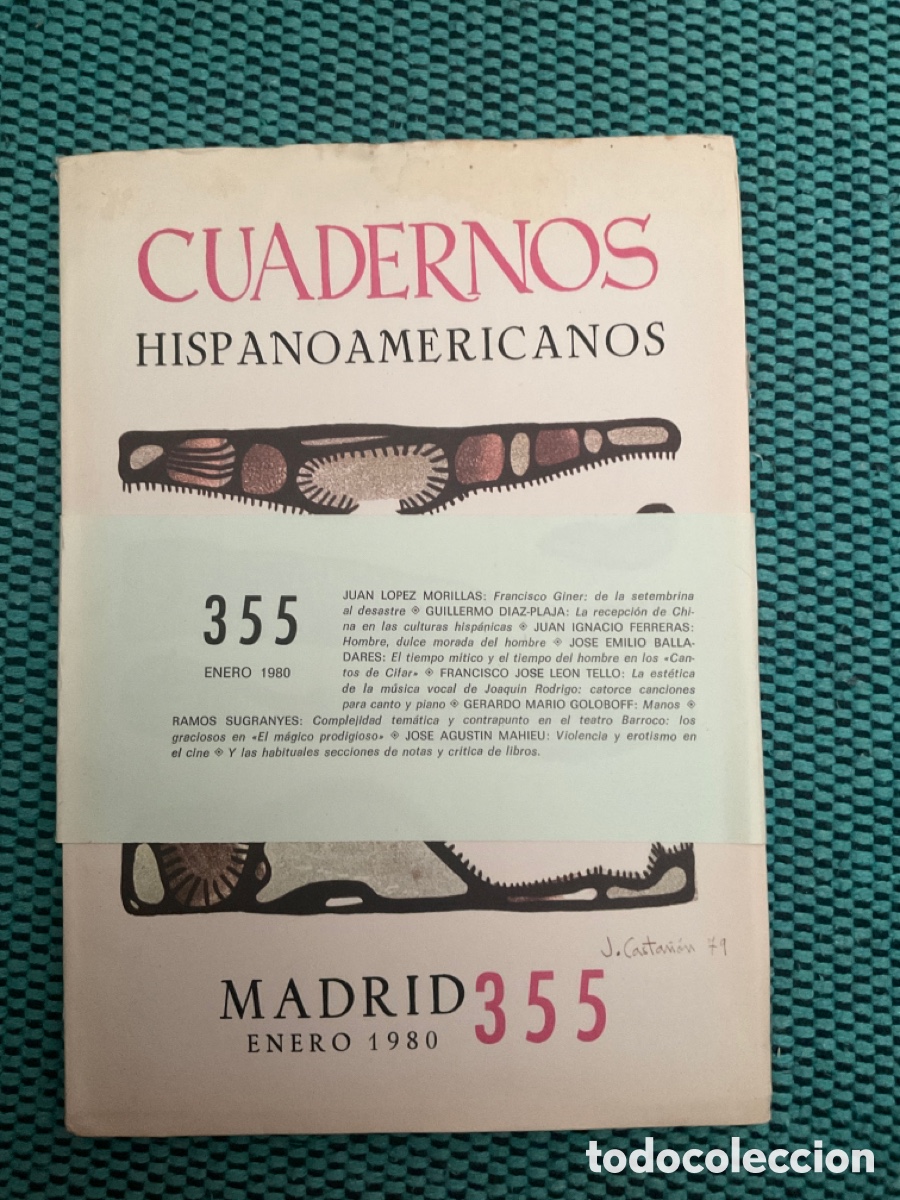 CUADERNOS
HISPANOAMERICANOS
355
ENERO 1980
JUAN LOPEZ MORILLAS: Francisco Giner: de la setembrina
al desastre ◈ GUILLERMO DIAZ-PLAJA: La recepción de Chi-
na en las culturas hispánicas ◈ JUAN IGNACIO FERRERAS:
Hombre, dulce morada del hombre ◈ JOSE EMILIO BALLA-
DARES: El tiempo mítico y el tiempo del hombre en los «Can-
tos de Cifar» ◈ FRANCISCO JOSE LEON TELLO: La estética
de la música vocal de Joaquín Rodrigo: catorce canciones
para canto y piano ◈ GERARDO MARIO GOLOBOFF: Manos ◈
RAMOS SUGRANYES: Complejidad temática y contrapunto en el teatro Barroco: los
graciosos en «El mágico prodigioso» ◈ JOSE AGUSTIN MAHIEU: Violencia y erotismo en
el cine ◈ Y las habituales secciones de notas y crítica de libros.
J. Castañón 79
MADRID 355
ENERO 1980
todocoleccion